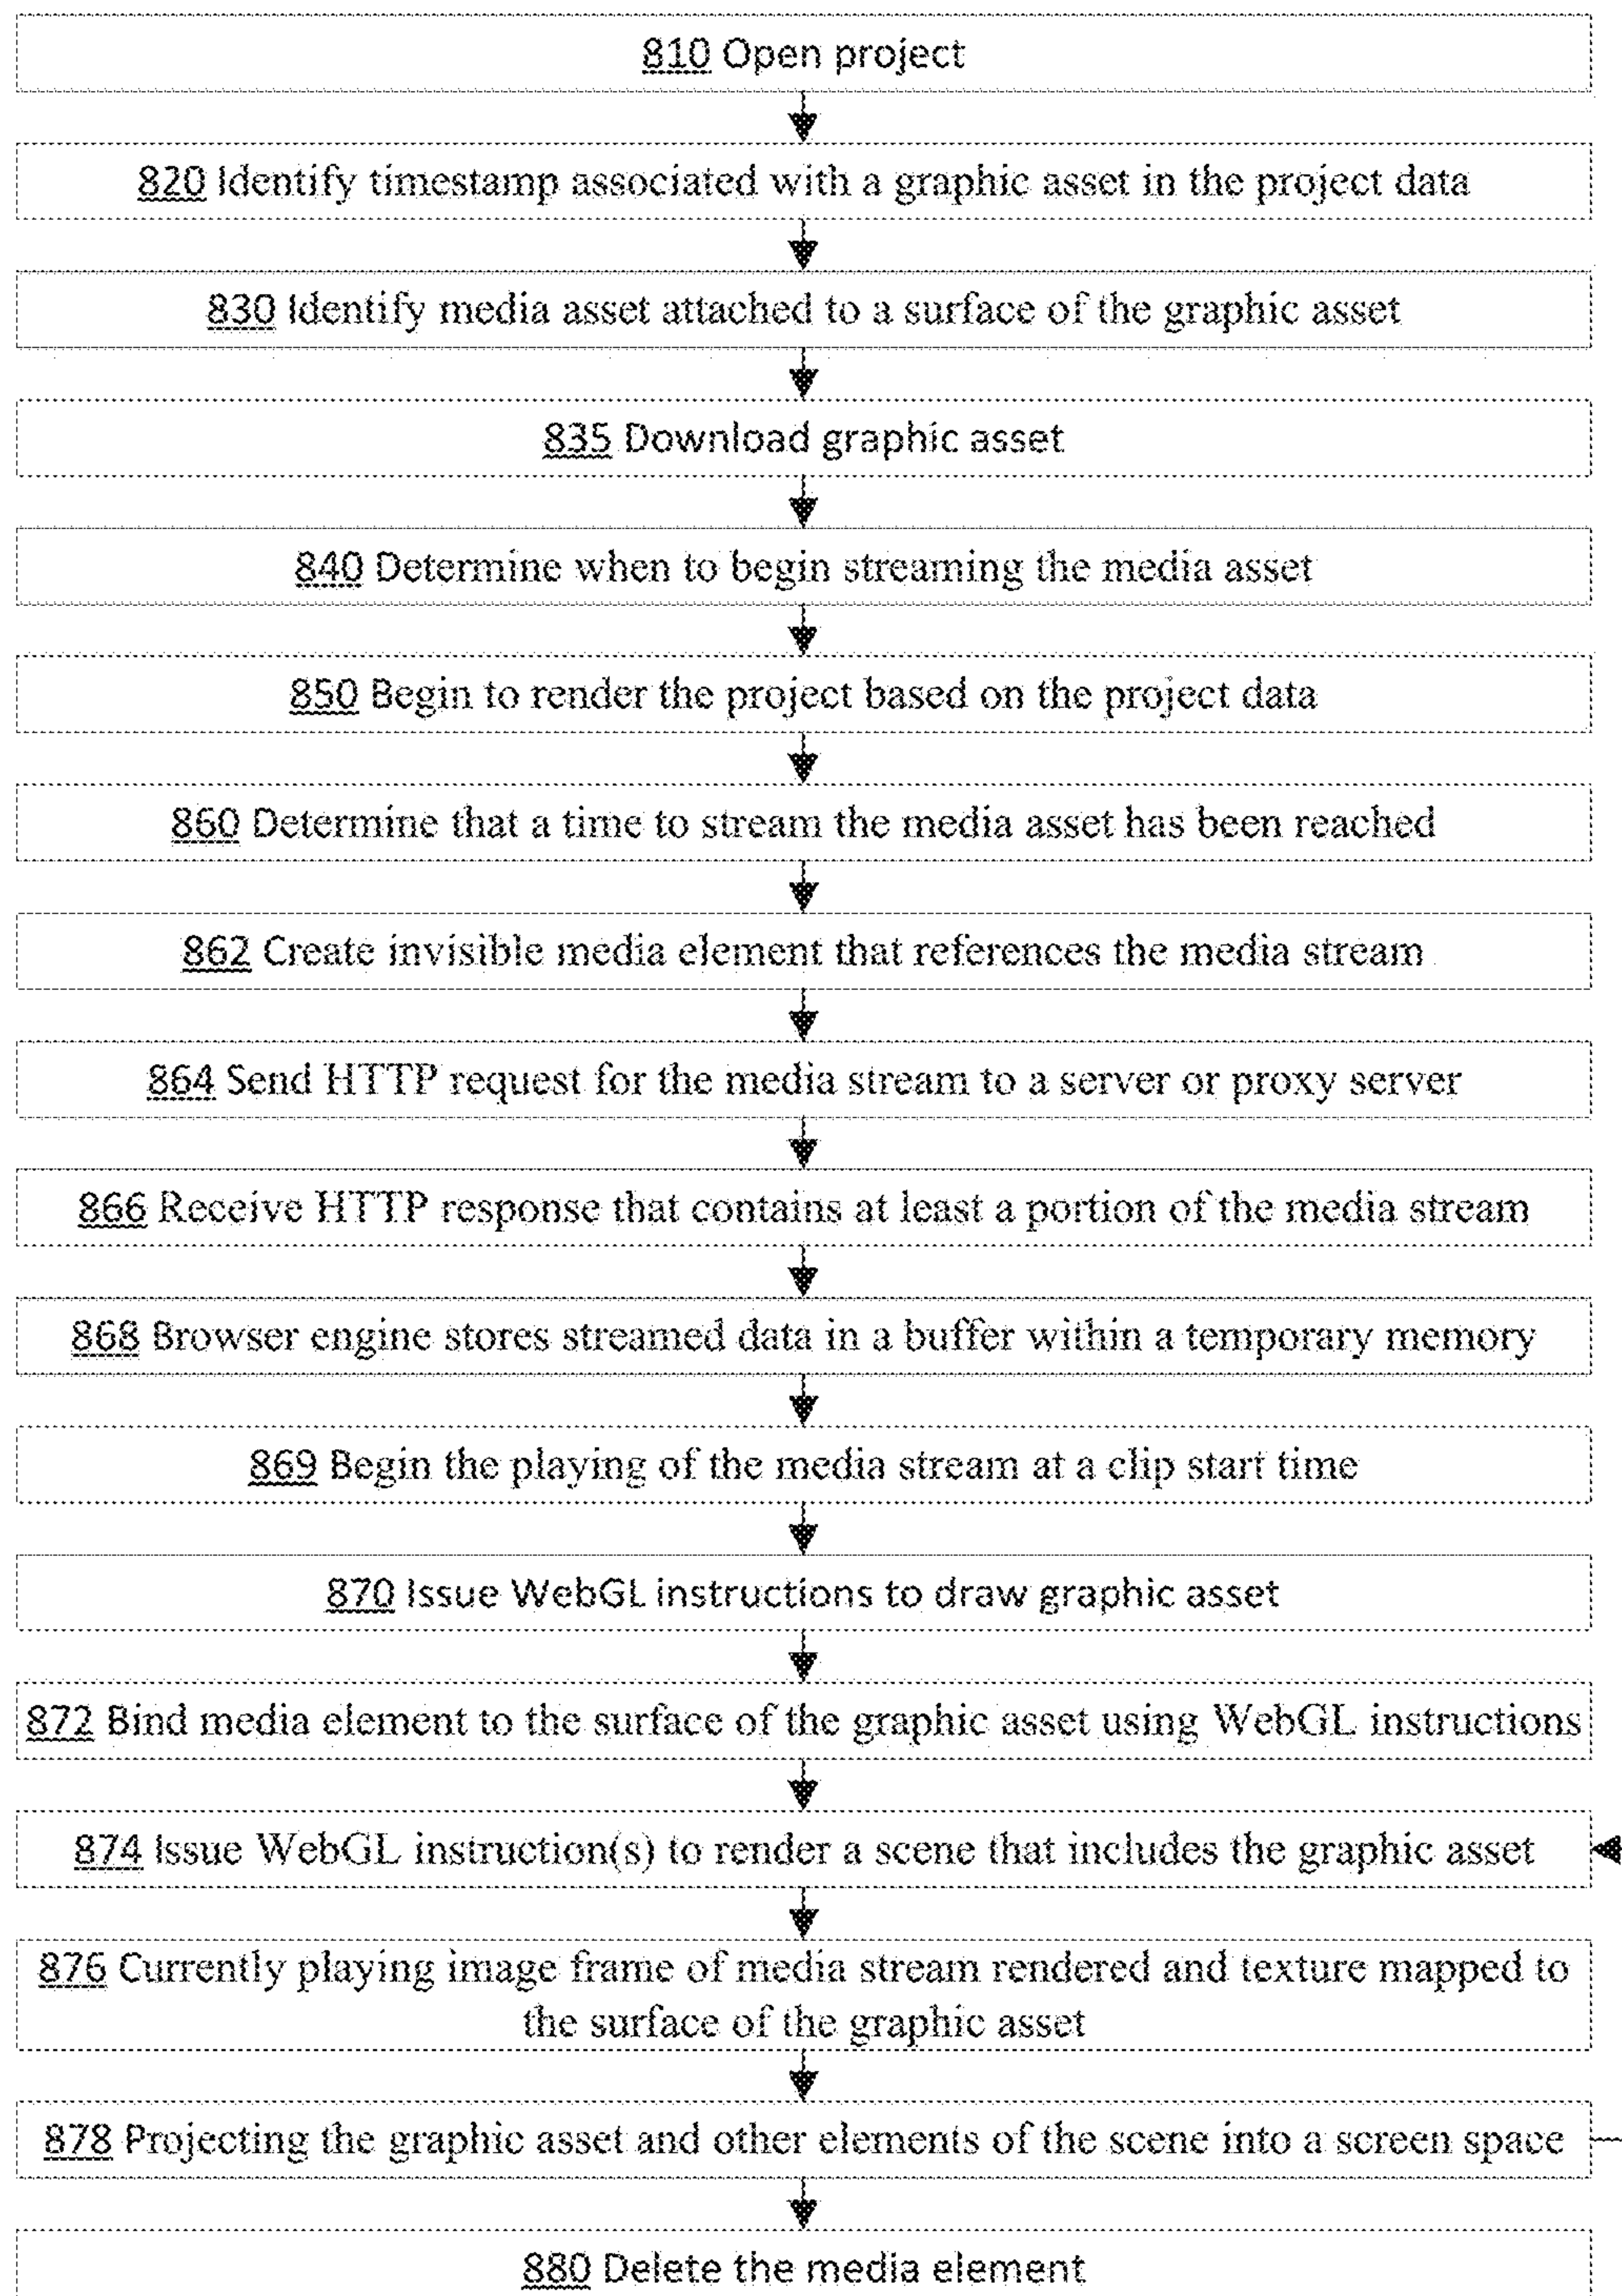 810 Open project
820 Identify timestamp associated with a graphic asset in the project data
830 Identify media asset attached to a surface of the graphic asset
835 Download graphic asset
840 Determine when to begin streaming the media asset
850 Begin to render the project based on the project data
860 Determine that a time to stream the media asset has been reached
862 Create invisible media element that references the media stream
864 Send HTTP request for the media stream to a server or proxy server
866 Receive HTTP response that contains at least a portion of the media stream
868 Browser engine stores streamed data in a buffer within a temporary memory
869 Begin the playing of the media stream at a clip start time
870 Issue WebGL instructions to draw graphic asset
872 Bind media element to the surface of the graphic asset using WebGL instructions
874 Issue WebGL instruction(s) to render a scene that includes the graphic asset
876 Currently playing image frame of media stream rendered and texture mapped to
the surface of the graphic asset
878 Projecting the graphic asset and other elements of the scene into a screen space
880 Delete the media element